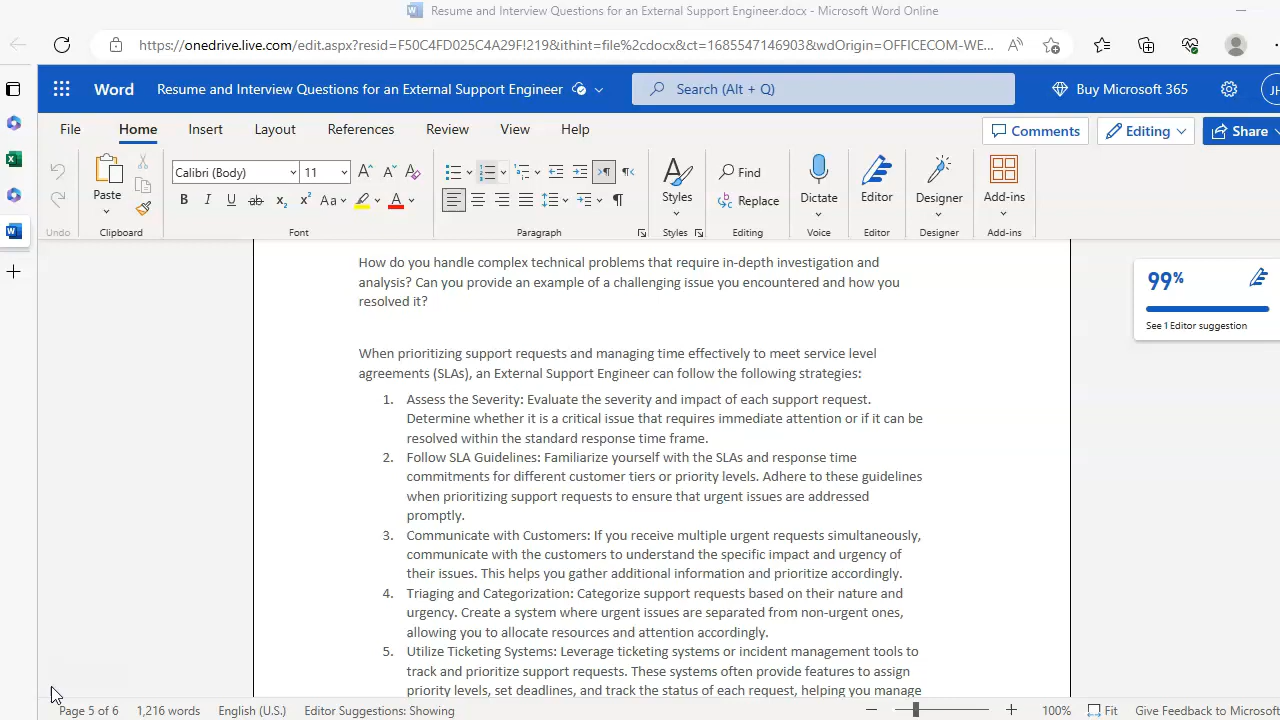 Resume and Interview Questions for an External Support Engineer.docx - Microsoft Word Online
https://onedrive.live.com/edit.aspx?resid=F50C4FD025C4A29F!219&ithint=file%2cdocx&ct=1685547146903&wdOrigin=OFFICECOM-WE...
Word Resume and Interview Questions for an External Support Engineer Search (Alt + Q) Buy Microsoft 365 JH
File Home Insert Layout References Review View Help Comments Editing Share
Calibri (Body) 11 Find
Paste Styles Replace Dictate Editor Designer Add-ins
Undo Clipboard Font Paragraph Styles Editing Voice Editor Designer Add-ins
How do you handle complex technical problems that require in-depth investigation and
analysis? Can you provide an example of a challenging issue you encountered and how you
resolved it?
99%
See 1 Editor suggestion
When prioritizing support requests and managing time effectively to meet service level
agreements (SLAs), an External Support Engineer can follow the following strategies:
1. Assess the Severity: Evaluate the severity and impact of each support request.
Determine whether it is a critical issue that requires immediate attention or if it can be
resolved within the standard response time frame.
2. Follow SLA Guidelines: Familiarize yourself with the SLAs and response time
commitments for different customer tiers or priority levels. Adhere to these guidelines
when prioritizing support requests to ensure that urgent issues are addressed
promptly.
3. Communicate with Customers: If you receive multiple urgent requests simultaneously,
communicate with the customers to understand the specific impact and urgency of
their issues. This helps you gather additional information and prioritize accordingly.
4. Triaging and Categorization: Categorize support requests based on their nature and
urgency. Create a system where urgent issues are separated from non-urgent ones,
allowing you to allocate resources and attention accordingly.
5. Utilize Ticketing Systems: Leverage ticketing systems or incident management tools to
track and prioritize support requests. These systems often provide features to assign
priority levels, set deadlines, and track the status of each request, helping you manage
Page 5 of 6 1,216 words English (U.S.) Editor Suggestions: Showing 100% Fit Give Feedback to Microsoft